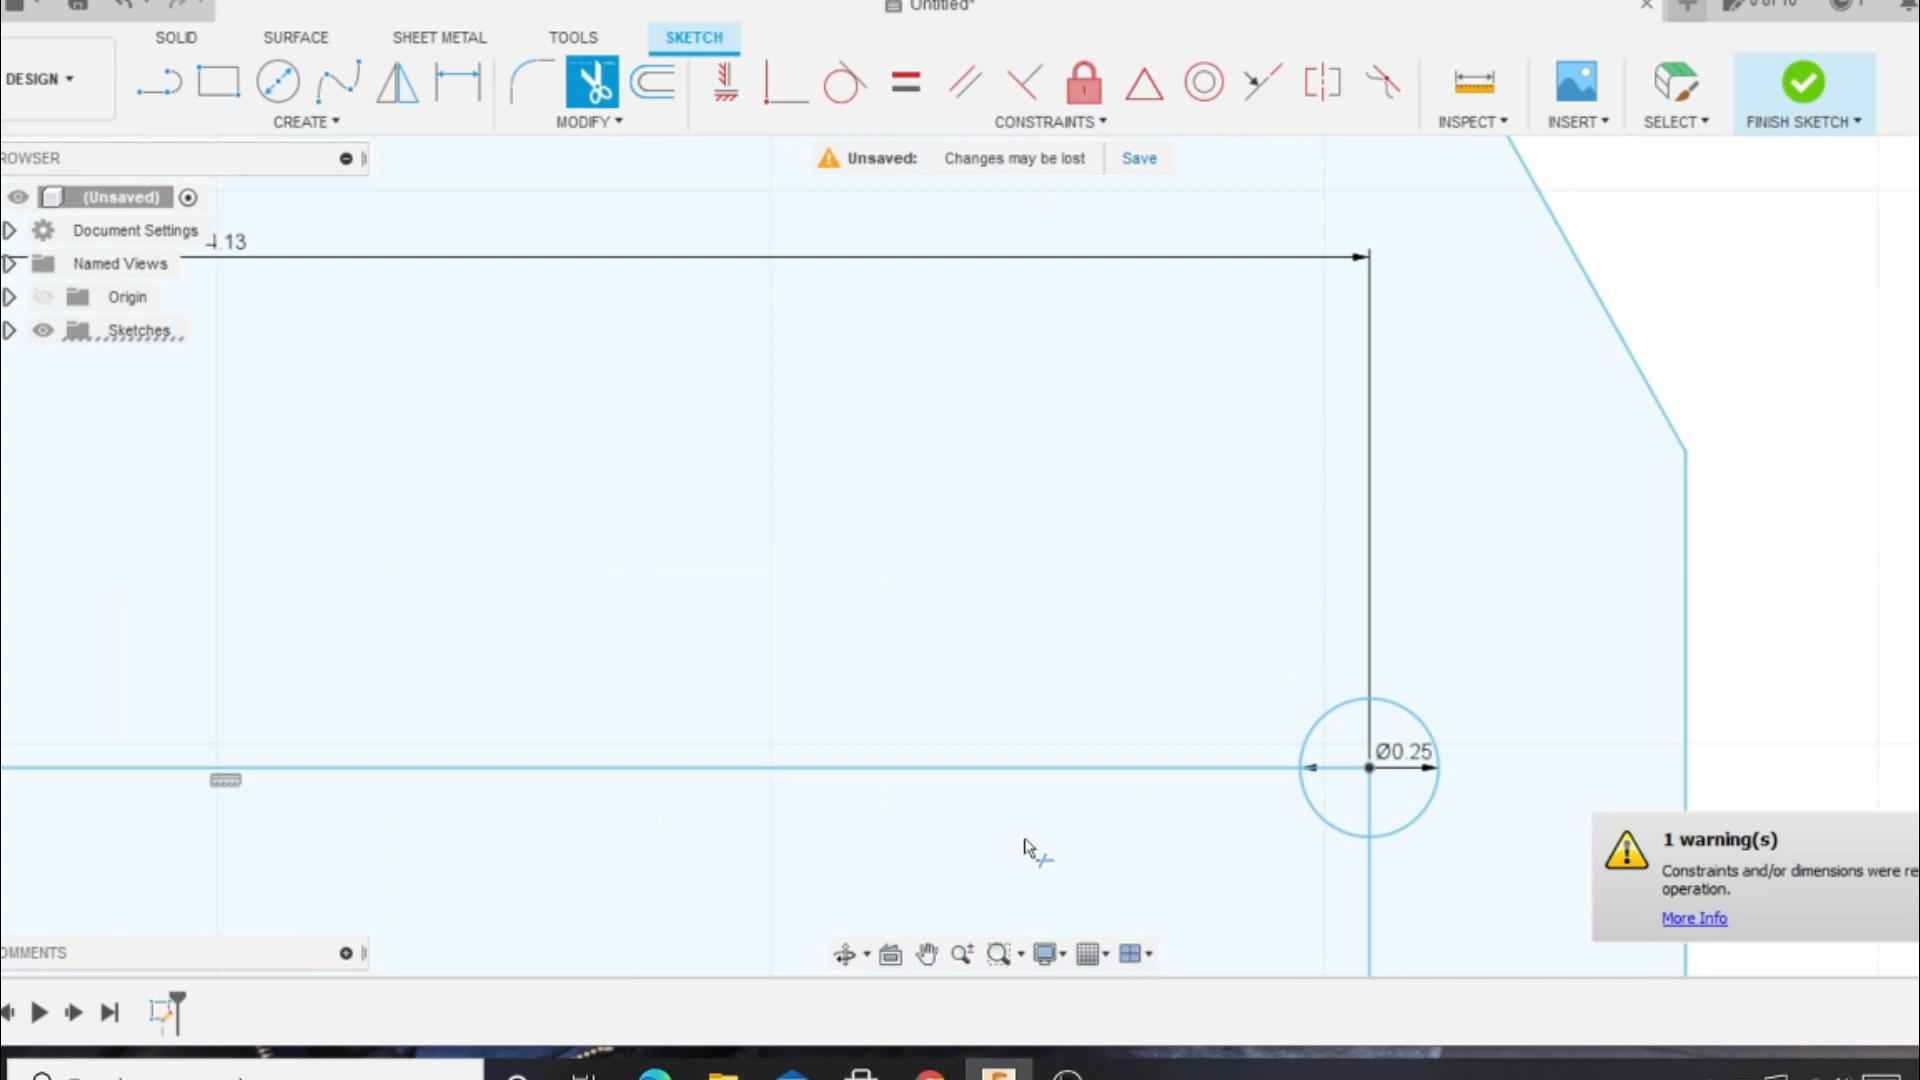 Untitled*
SOLID SURFACE SHEET METAL TOOLS SKETCH
DESIGN
CREATE MODIFY CONSTRAINTS INSPECT INSERT SELECT FINISH SKETCH
ROWSER
Unsaved: Changes may be lost Save
(Unsaved)
Document Settings
4.13
Named Views
Origin
Sketches
Ø0.25
1 warning(s)
Constraints and/or dimensions were re
operation.
More Info
OMMENTS